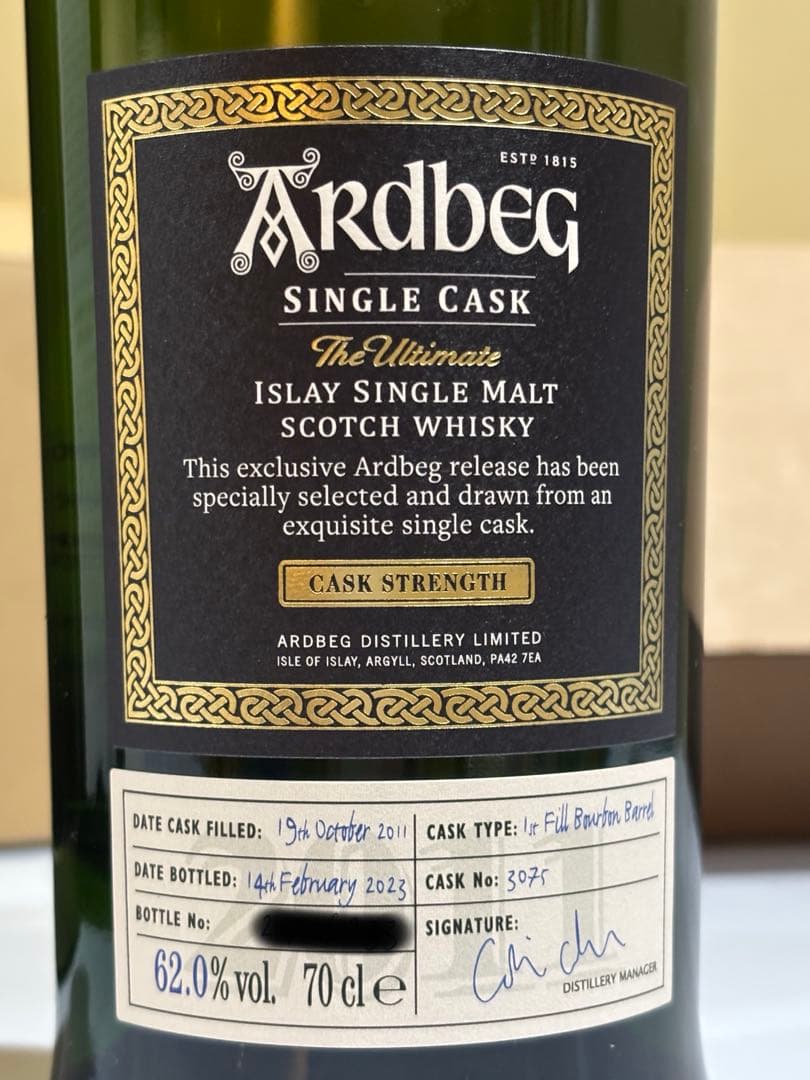 ESTD 1815
ARDBEG
SINGLE CASK
The Ultimate
ISLAY SINGLE MALT
SCOTCH WHISKY
This exclusive Ardbeg release has been
specially selected and drawn from an
exquisite single cask.
CASK STRENGTH
ARDBEG DISTILLERY LIMITED
ISLE OF ISLAY, ARGYLL, SCOTLAND, PA42 7EA
DATE CASK FILLED: 19th October 2011
DATE BOTTLED: 14th February 2023
BOTTLE No:
62.0% vol. 70 cl e
CASK TYPE: 1st Fill Bourbon Barrel
CASK No: 3075
SIGNATURE:
DISTILLERY MANAGER
2011